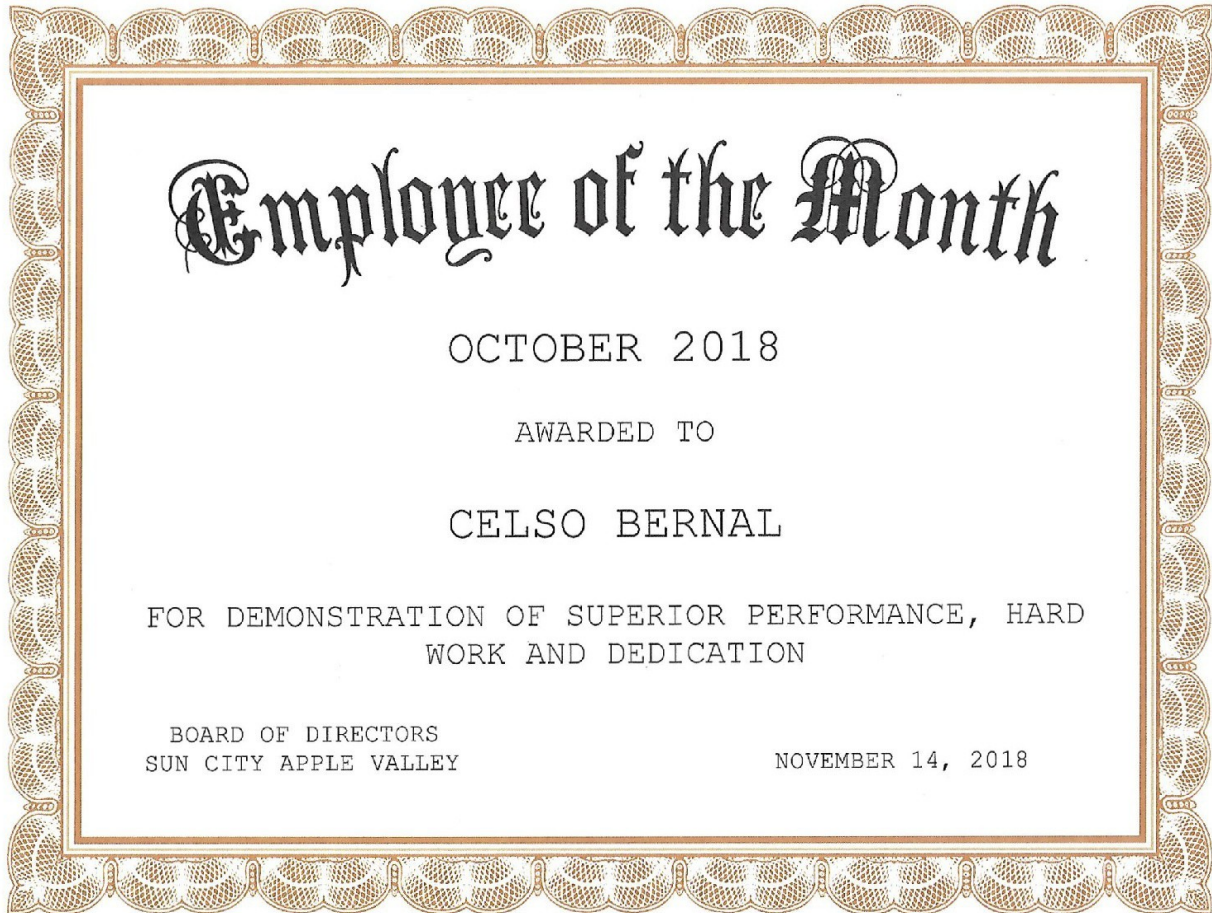 Employee of the Month
OCTOBER 2018
AWARDED TO
CELSO BERNAL
FOR DEMONSTRATION OF SUPERIOR PERFORMANCE, HARD
WORK AND DEDICATION
BOARD OF DIRECTORS
SUN CITY APPLE VALLEY
NOVEMBER 14, 2018